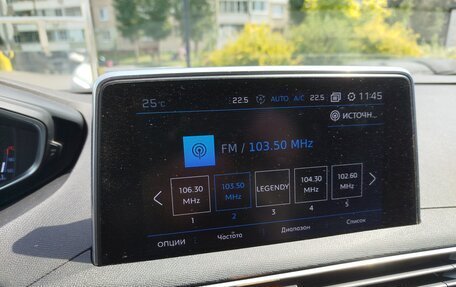 25°C 22.5 AUTO A/C 22.5 11:45
ИСТОЧН...
FM / 103.50 MHz
106.30 MHz 103.50 MHz LEGENDY 104.30 MHz 102.60 MHz
1 2 3 4 5
ОПЦИИ Частота Диапазон Список